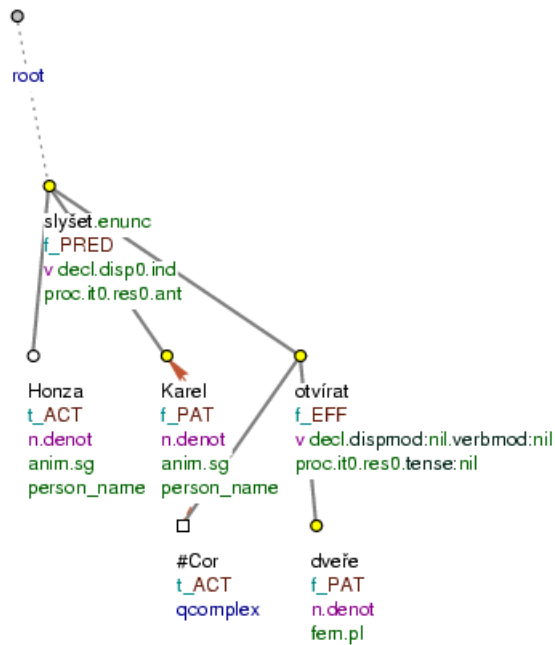 root
slyšet.enunc
f_PRED
v decl.disp0.ind
proc.it0.res0.ant
Honza
t_ACT
n.denot
anim.sg
person_name
Karel
f_PAT
n.denot
anim.sg
person_name
otvírat
f_EFF
v decl.dispmod:nil.verbmod:nil
proc.it0.res0.tense:nil
#Cor
t_ACT
qcomplex
dveře
f_PAT
n.denot
fem.pl